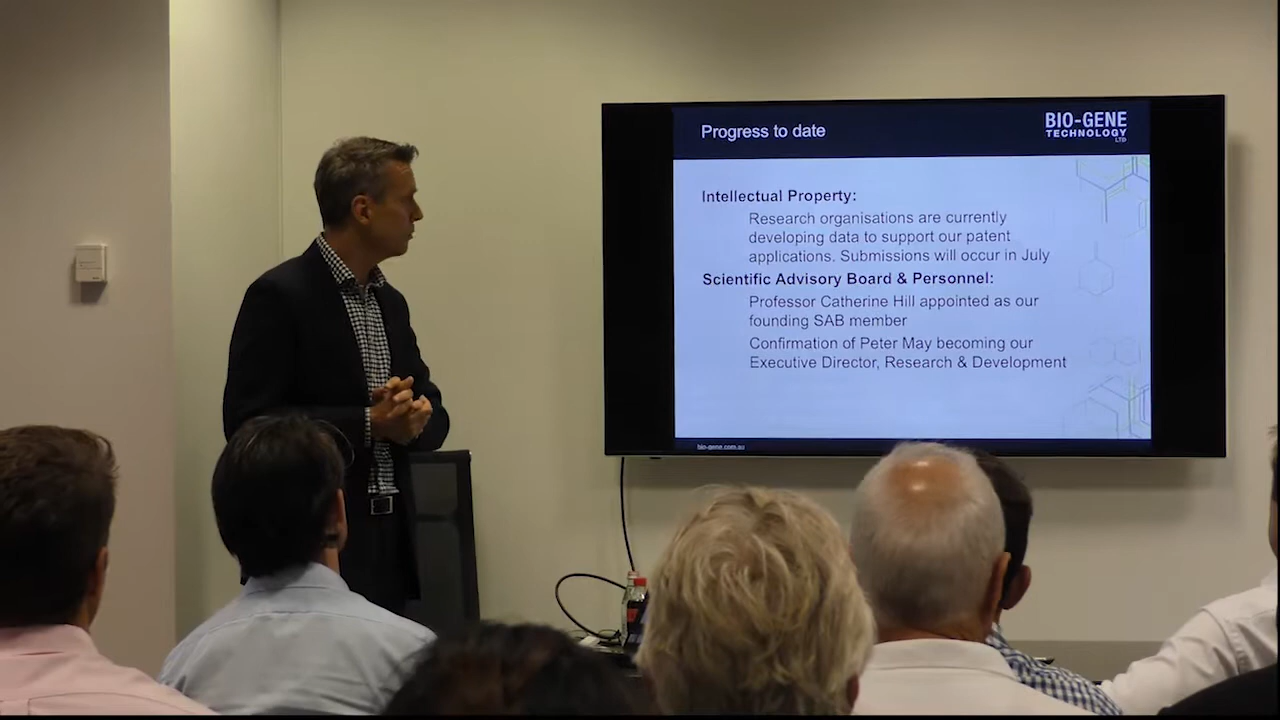 Progress to date
BIO-GENE
TECHNOLOGY
LTD
Intellectual Property:
Research organisations are currently
developing data to support our patent
applications. Submissions will occur in July
Scientific Advisory Board & Personnel:
Professor Catherine Hill appointed as our
founding SAB member
Confirmation of Peter May becoming our
Executive Director, Research & Development
bio-gene.com.au